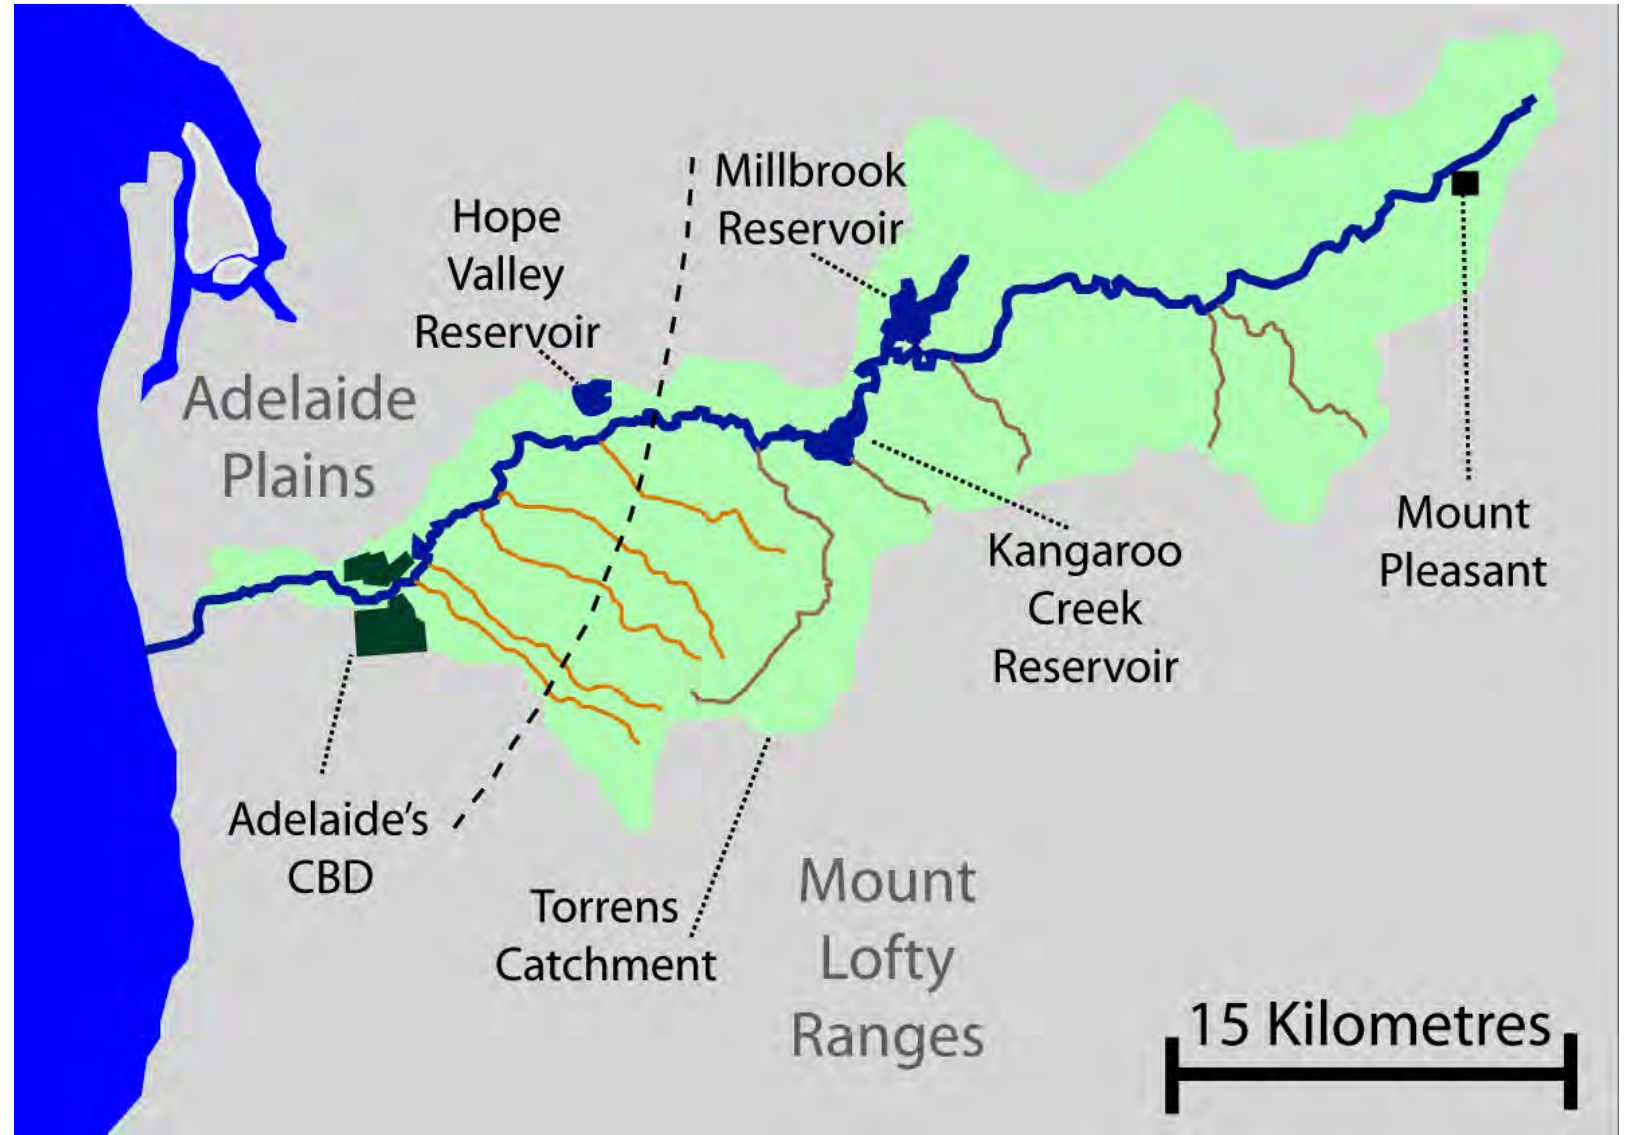 Millbrook
Reservoir
Hope
Valley
Reservoir
Adelaide
Plains
Mount
Pleasant
Kangaroo
Creek
Reservoir
Adelaide's
CBD
Torrens
Catchment
Mount
Lofty
Ranges
15 Kilometres